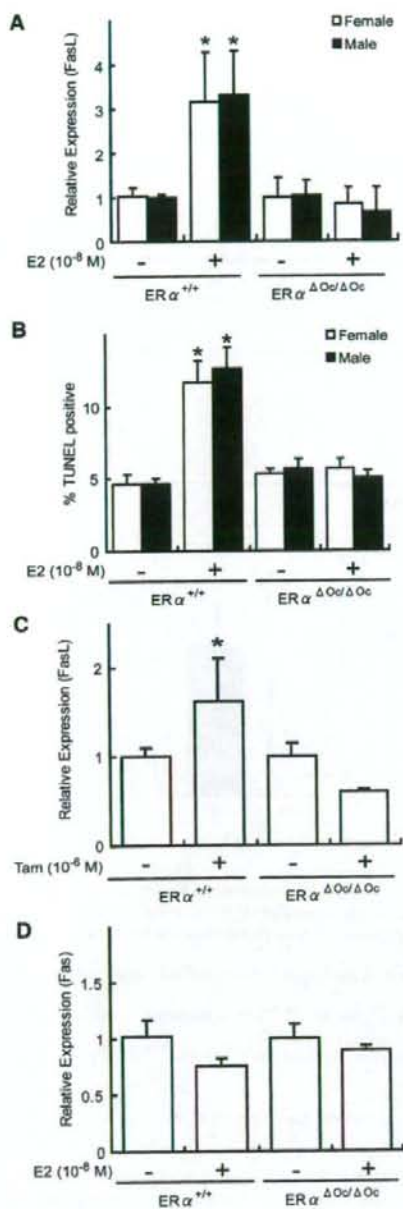 A
Female
Male
Relative Expression (FasL)
4
3
2
1
0
* *
E2 (10⁻⁸ M) - + - +
ERα⁺/⁺ ERα ΔOc/ΔOc
B
Female
Male
% TUNEL positive
10
5
0
* *
E2 (10⁻⁸ M) - + - +
ERα⁺/⁺ ERα ΔOc/ΔOc
C
Relative Expression (FasL)
2
1
0
*
Tam (10⁻⁶ M) - + - +
ERα⁺/⁺ ERα ΔOc/ΔOc
D
Relative Expression (Fas)
1.5
1
0.5
0
E2 (10⁻⁸ M) - + - +
ERα⁺/⁺ ERα ΔOc/ΔOc